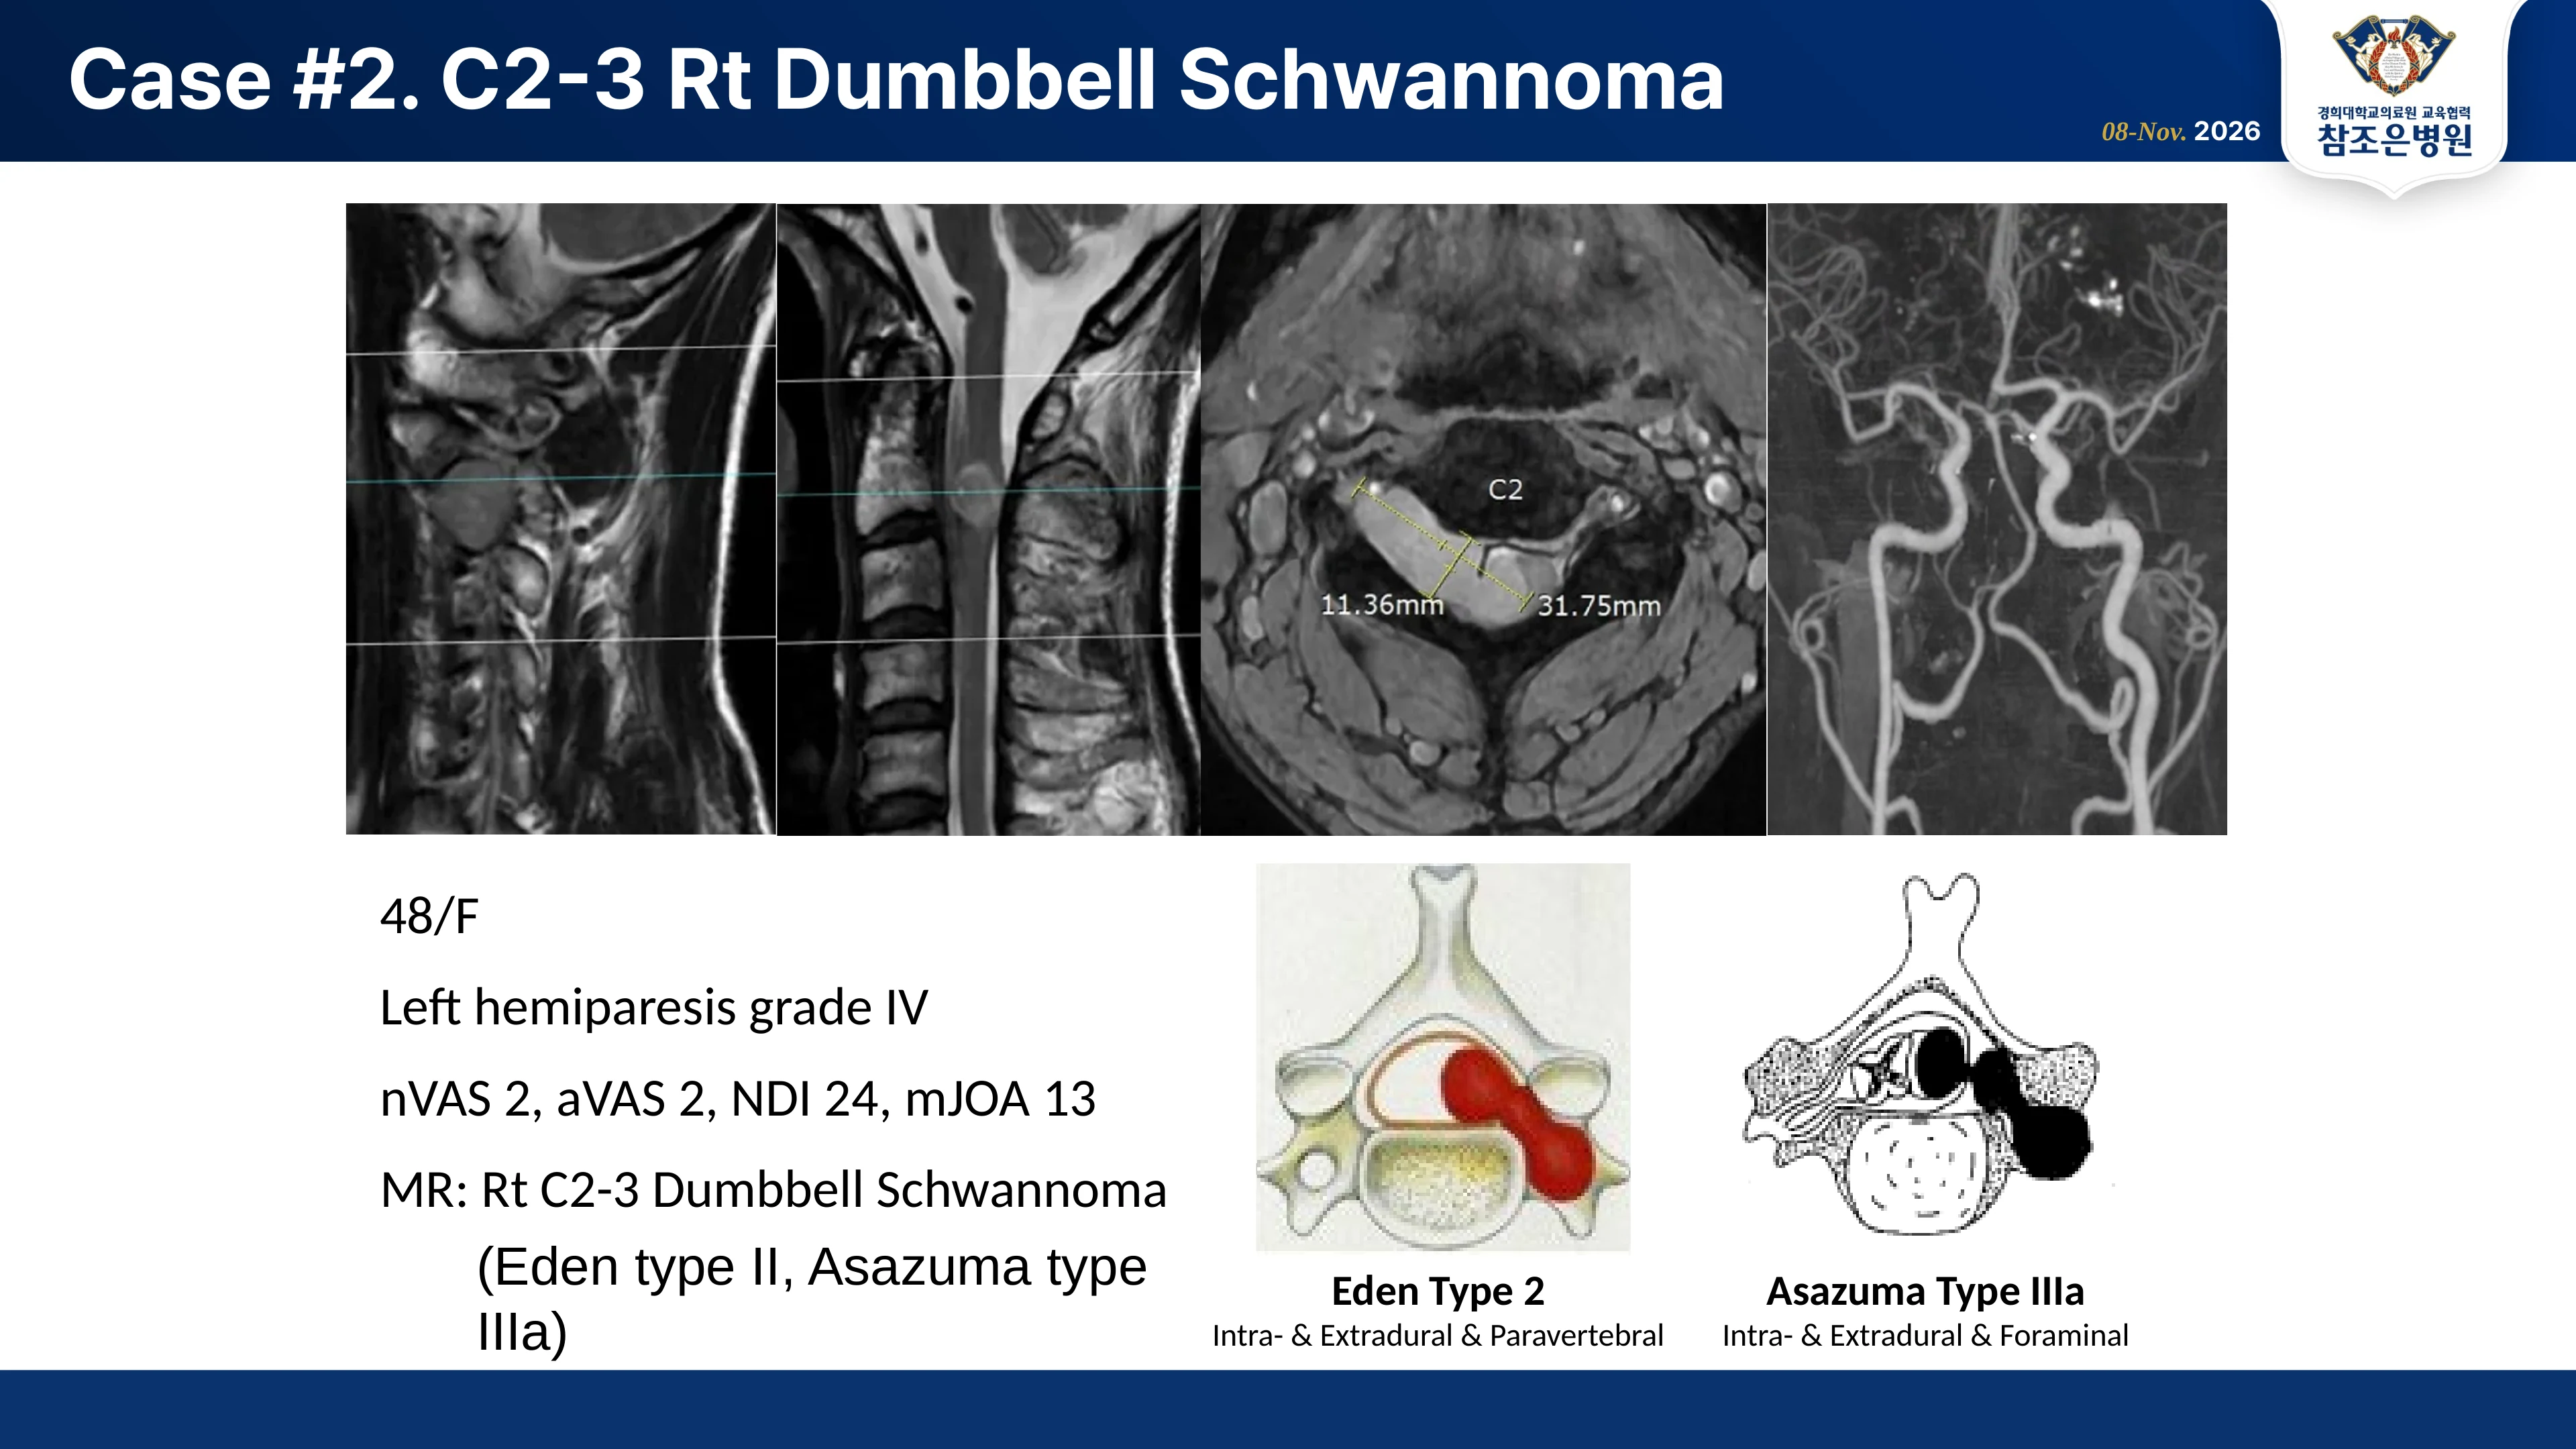 Case #2. C2-3 Rt Dumbbell Schwannoma
08-Nov. 2026
경희대학교의료원 교육협력
참조은병원
C2
11.36mm
31.75mm
48/F
Left hemiparesis grade IV
nVAS 2, aVAS 2, NDI 24, mJOA 13
MR: Rt C2-3 Dumbbell Schwannoma
(Eden type II, Asazuma type
IIIa)
Eden Type 2
Intra- & Extradural & Paravertebral
Asazuma Type IIIa
Intra- & Extradural & Foraminal